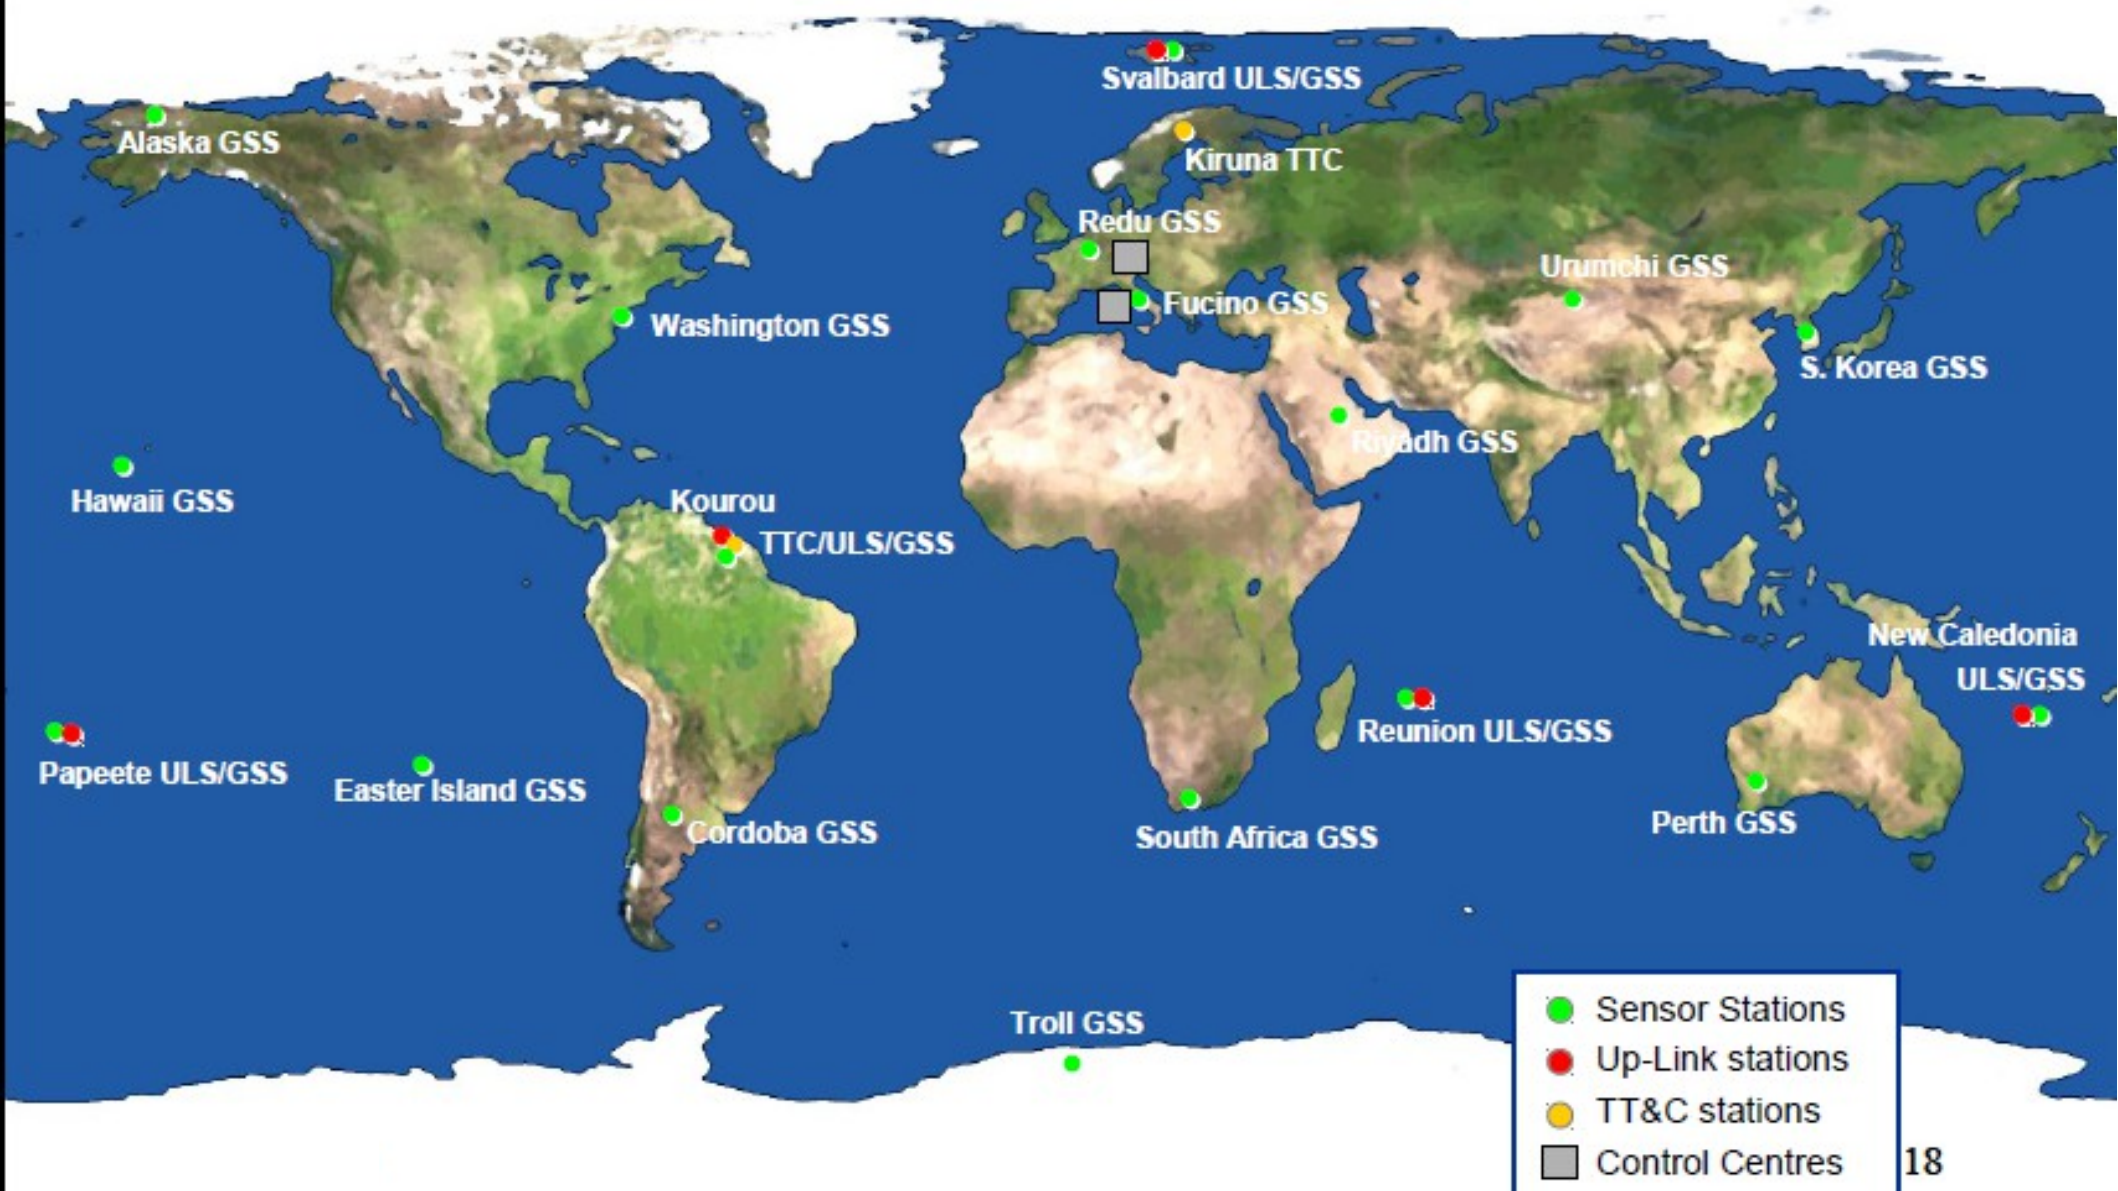 Svalbard ULS/GSS
Alaska GSS
Kiruna TTC
Redu GSS
Urumchi GSS
Fucino GSS
Washington GSS
S. Korea GSS
Riyadh GSS
Hawaii GSS
Kourou
TTC/ULS/GSS
New Caledonia
ULS/GSS
Reunion ULS/GSS
Papeete ULS/GSS
Easter Island GSS
Cordoba GSS
South Africa GSS
Perth GSS
Troll GSS
Sensor Stations
Up-Link stations
TT&C stations
Control Centres
18